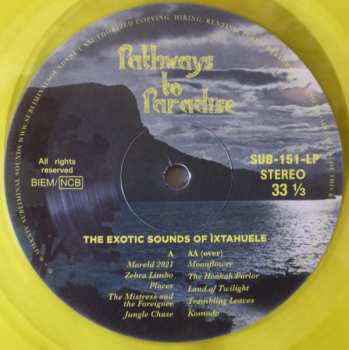 Pathways
to
Paradise
All rights
reserved
BIEM/NCB
SUB-151-LP
STEREO
33 ⅓
THE EXOTIC SOUNDS OF ÌXTAHUELE
A
Mareld 2021
Zebra Limbo
Places
The Mistress and
the Foreigner
Jungle Chase
AA (over)
Moonflower
The Hookah Parlor
Land of Twilight
Trembling Leaves
Komodo